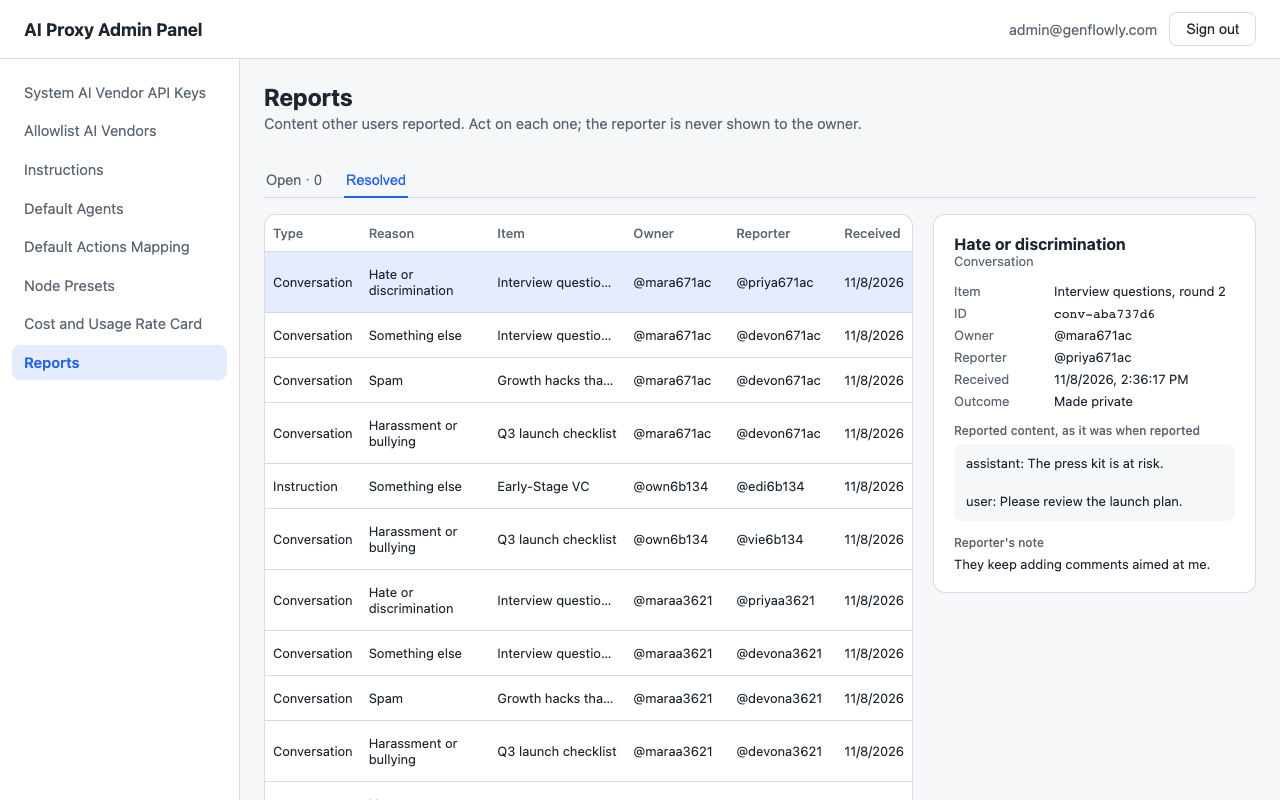 AI Proxy Admin Panel
admin@genflowly.com
Sign out
System AI Vendor API Keys
Allowlist AI Vendors
Instructions
Default Agents
Default Actions Mapping
Node Presets
Cost and Usage Rate Card
Reports
Reports
Content other users reported. Act on each one; the reporter is never shown to the owner.
Open · 0
Resolved
Type Reason Item Owner Reporter Received
Conversation Hate or discrimination Interview questio... @mara671ac @priya671ac 11/8/2026
Conversation Something else Interview questio... @mara671ac @devon671ac 11/8/2026
Conversation Spam Growth hacks tha... @mara671ac @devon671ac 11/8/2026
Conversation Harassment or bullying Q3 launch checklist @mara671ac @devon671ac 11/8/2026
Instruction Something else Early-Stage VC @own6b134 @edi6b134 11/8/2026
Conversation Harassment or bullying Q3 launch checklist @own6b134 @vie6b134 11/8/2026
Conversation Hate or discrimination Interview questio... @maraa3621 @priyaa3621 11/8/2026
Conversation Something else Interview questio... @maraa3621 @devona3621 11/8/2026
Conversation Spam Growth hacks tha... @maraa3621 @devona3621 11/8/2026
Conversation Harassment or bullying Q3 launch checklist @maraa3621 @devona3621 11/8/2026
Hate or discrimination
Conversation
Item Interview questions, round 2
ID conv-aba737d6
Owner @mara671ac
Reporter @priya671ac
Received 11/8/2026, 2:36:17 PM
Outcome Made private
Reported content, as it was when reported
assistant: The press kit is at risk.
user: Please review the launch plan.
Reporter's note
They keep adding comments aimed at me.